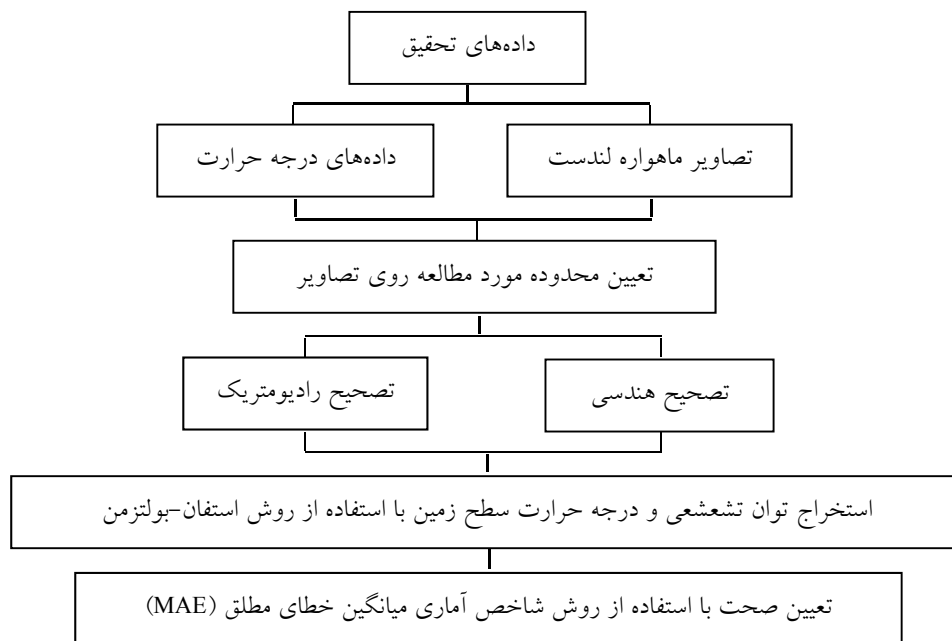 داده‌های تحقیق
تصاویر ماهواره لندست
داده‌های درجه حرارت
تعیین محدوده مورد مطالعه روی تصاویر
تصحیح هندسی
تصحیح رادیومتریک
استخراج توان تشعشعی و درجه حرارت سطح زمین با استفاده از روش استفان-بولتزمن
تعیین صحت با استفاده از روش شاخص آماری میانگین خطای مطلق (MAE)